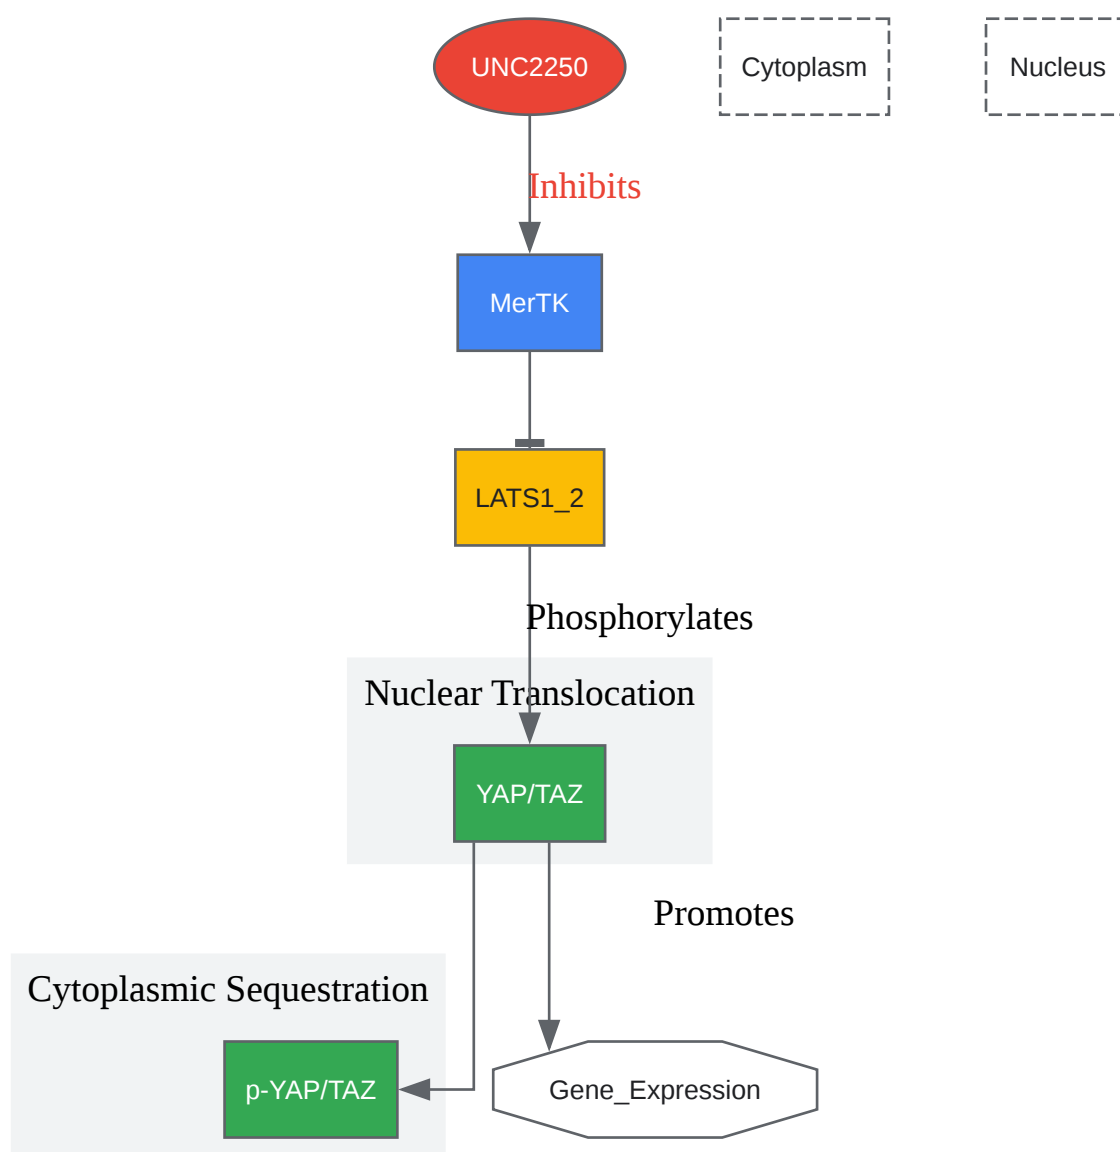 UNC2250
Cytoplasm
Nucleus
Inhibits
MerTK
LATS1_2
Phosphorylates
Nuclear Translocation
YAP/TAZ
Promotes
Cytoplasmic Sequestration
p-YAP/TAZ
Gene_Expression